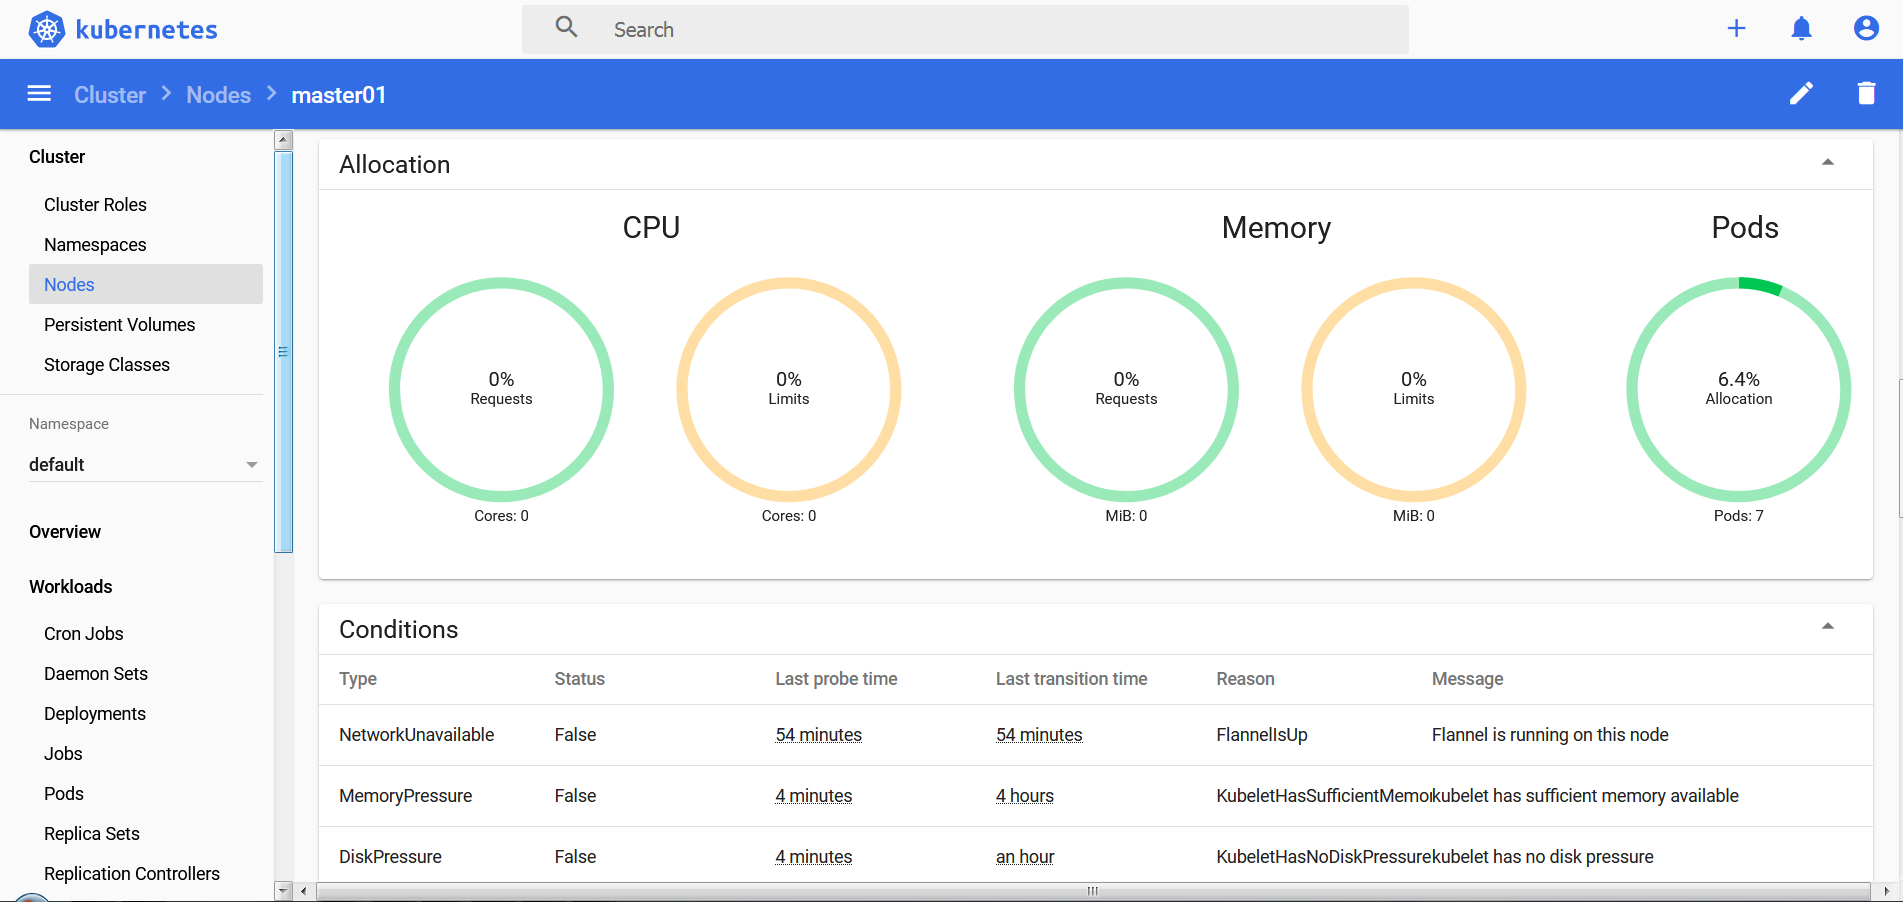 kubernetes
Search
Cluster > Nodes > master01
Cluster
Cluster Roles
Namespaces
Nodes
Persistent Volumes
Storage Classes
Namespace
default
Overview
Workloads
Cron Jobs
Daemon Sets
Deployments
Jobs
Pods
Replica Sets
Replication Controllers
Allocation
CPU Memory Pods
0% 0% 0% 0% 6.4%
Requests Limits Requests Limits Allocation
Cores: 0 Cores: 0 MiB: 0 MiB: 0 Pods: 7
Conditions
Type Status Last probe time Last transition time Reason Message
NetworkUnavailable False 54 minutes 54 minutes FlannelIsUp Flannel is running on this node
MemoryPressure False 4 minutes 4 hours KubeletHasSufficientMemor kubelet has sufficient memory available
DiskPressure False 4 minutes an hour KubeletHasNoDiskPressure kubelet has no disk pressure